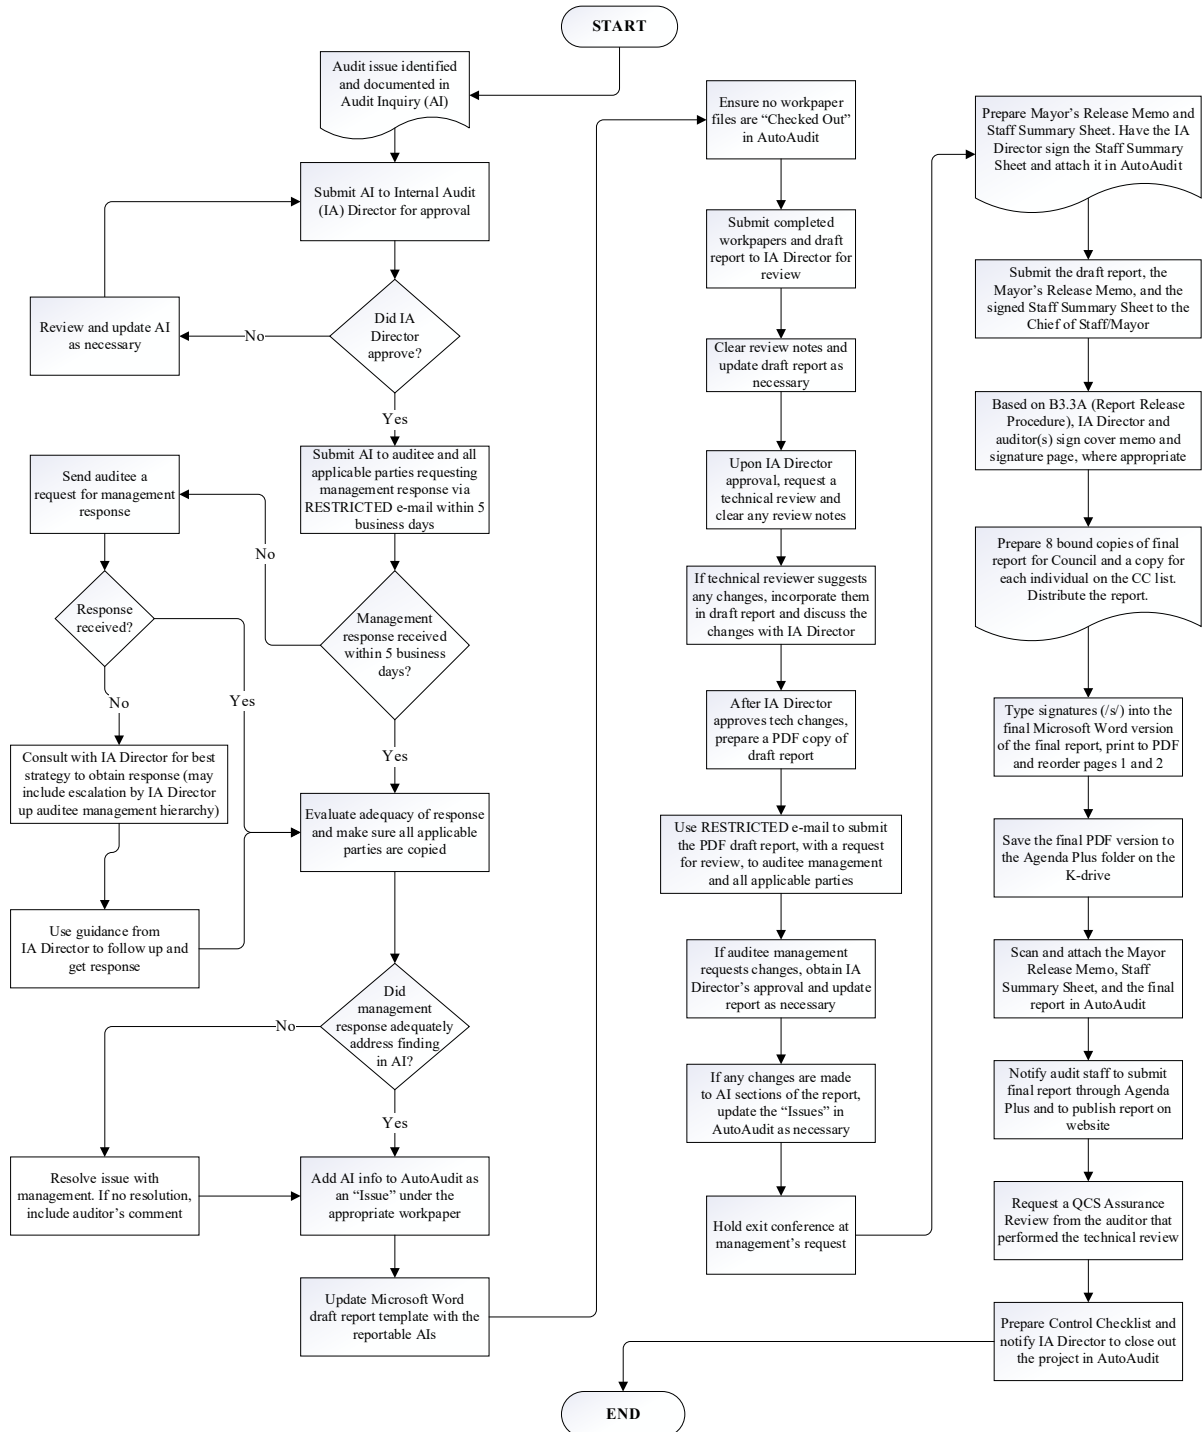 START
Audit issue identified
and documented in
Audit Inquiry (AI)
Submit AI to Internal Audit
(IA) Director for approval
Did IA
Director
approve?
No
Review and update AI
as necessary
Yes
Submit AI to auditee and all
applicable parties requesting
management response via
RESTRICTED e-mail within 5
business days
Management
response received
within 5 business
days?
No
Send auditee a
request for management
response
Response
received?
No
Yes
Consult with IA Director for best
strategy to obtain response (may
include escalation by IA Director
up auditee management hierarchy)
Use guidance from
IA Director to follow up and
get response
Yes
Evaluate adequacy of response
and make sure all applicable
parties are copied
Did
management
response adequately
address finding
in AI?
No
Resolve issue with
management. If no resolution,
include auditor’s comment
Yes
Add AI info to AutoAudit as
an “Issue” under the
appropriate workpaper
Update Microsoft Word
draft report template with the
reportable AIs
Ensure no workpaper
files are “Checked Out”
in AutoAudit
Submit completed
workpapers and draft
report to IA Director for
review
Clear review notes and
update draft report as
necessary
Upon IA Director
approval, request a
technical review and
clear any review notes
If technical reviewer suggests
any changes, incorporate them
in draft report and discuss the
changes with IA Director
After IA Director
approves tech changes,
prepare a PDF copy of
draft report
Use RESTRICTED e-mail to submit
the PDF draft report, with a request
for review, to auditee management
and all applicable parties
If auditee management
requests changes, obtain IA
Director’s approval and update
report as necessary
If any changes are made
to AI sections of the report,
update the “Issues” in
AutoAudit as necessary
Hold exit conference at
management’s request
Prepare Mayor’s Release Memo and
Staff Summary Sheet. Have the IA
Director sign the Staff Summary
Sheet and attach it in AutoAudit
Submit the draft report, the
Mayor’s Release Memo, and the
signed Staff Summary Sheet to the
Chief of Staff/Mayor
Based on B3.3A (Report Release
Procedure), IA Director and
auditor(s) sign cover memo and
signature page, where appropriate
Prepare 8 bound copies of final
report for Council and a copy for
each individual on the CC list.
Distribute the report.
Type signatures (/s/) into the
final Microsoft Word version
of the final report, print to PDF
and reorder pages 1 and 2
Save the final PDF version to
the Agenda Plus folder on the
K-drive
Scan and attach the Mayor
Release Memo, Staff
Summary Sheet, and the final
report in AutoAudit
Notify audit staff to submit
final report through Agenda
Plus and to publish report on
website
Request a QCS Assurance
Review from the auditor that
performed the technical review
Prepare Control Checklist and
notify IA Director to close out
the project in AutoAudit
END